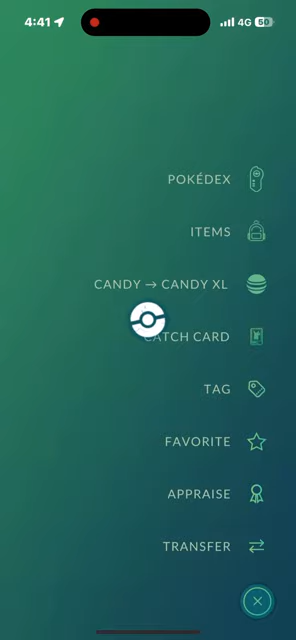 4:41
4G
50
POKÉDEX
ITEMS
CANDY → CANDY XL
CATCH CARD
TAG
FAVORITE
APPRAISE
TRANSFER